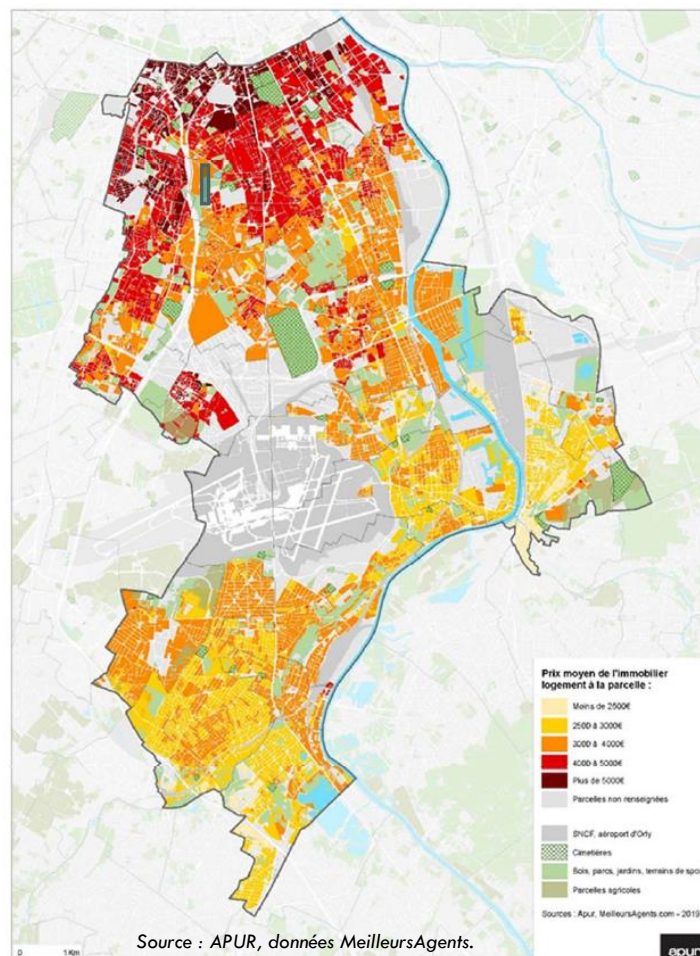 Prix moyen de l'immobilier
logement à la parcelle :
Moins de 2500€
2500 à 3000€
3000 à 4000€
4000 à 5000€
Plus de 5000€
Parcelles non renseignées
SNCF, aéroport d'Orly
Cimetières
Bois, parcs, jardins, terrains de spo
Parcelles agricoles
Sources : Apur, MeilleursAgents.com - 2019
0 1 Km
Source : APUR, données MeilleursAgents.
apur